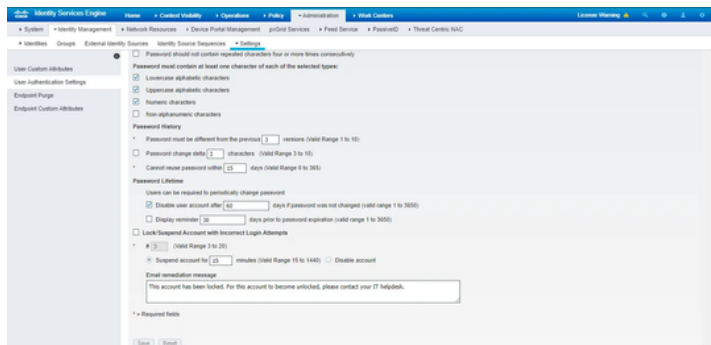 cisco Identity Services Engine Home Context Visibility Operations Policy Administration Work Centers License Warning
System Identity Management Network Resources Device Portal Management pxGrid Services Feed Service PassiveID Threat Centric NAC
Identities Groups External Identity Sources Identity Source Sequences Settings
User Custom Attributes
User Authentication Settings
Endpoint Purge
Endpoint Custom Attributes
Password should not contain repeated characters four or more times consecutively
Password must contain at least one character of each of the selected types:
Lowercase alphabetic characters
Uppercase alphabetic characters
Numeric characters
Non-alphanumeric characters
Password History
* Password must be different from the previous 3 versions (Valid Range 1 to 10)
Password change delta 3 characters (Valid Range 3 to 10)
* Cannot reuse password within 15 days (Valid Range 0 to 365)
Password Lifetime
Users can be required to periodically change password
Disable user account after 60 days if password was not changed (valid range 1 to 3650)
Display reminder 30 days prior to password expiration (valid range 1 to 3650)
Lock/Suspend Account with Incorrect Login Attempts
* # 3 (Valid Range 3 to 20)
Suspend account for 15 minutes (Valid Range 15 to 1440) Disable account
Email remediation message
This account has been locked. For this account to become unlocked, please contact your IT helpdesk.
* = Required fields
Save Reset